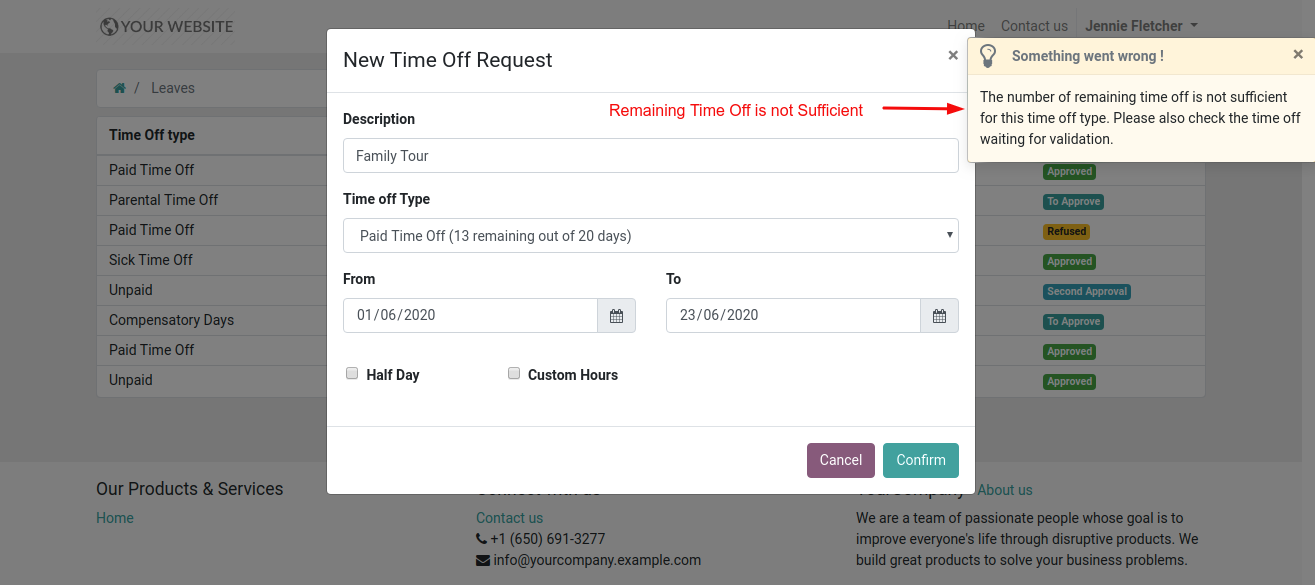 YOUR WEBSITE
Home Contact us Jennie Fletcher
/ Leaves
Time Off type
Paid Time Off Approved
Parental Time Off To Approve
Paid Time Off Refused
Sick Time Off Approved
Unpaid Second Approval
Compensatory Days To Approve
Paid Time Off Approved
Unpaid Approved
New Time Off Request ×
Remaining Time Off is not Sufficient
Description
Family Tour
Time off Type
Paid Time Off (13 remaining out of 20 days)
From To
01/06/2020 23/06/2020
Half Day Custom Hours
Cancel Confirm
Something went wrong ! ×
The number of remaining time off is not sufficient
for this time off type. Please also check the time off
waiting for validation.
Our Products & Services
Home
Contact us
+1 (650) 691-3277
info@yourcompany.example.com
About us
We are a team of passionate people whose goal is to
improve everyone's life through disruptive products. We
build great products to solve your business problems.